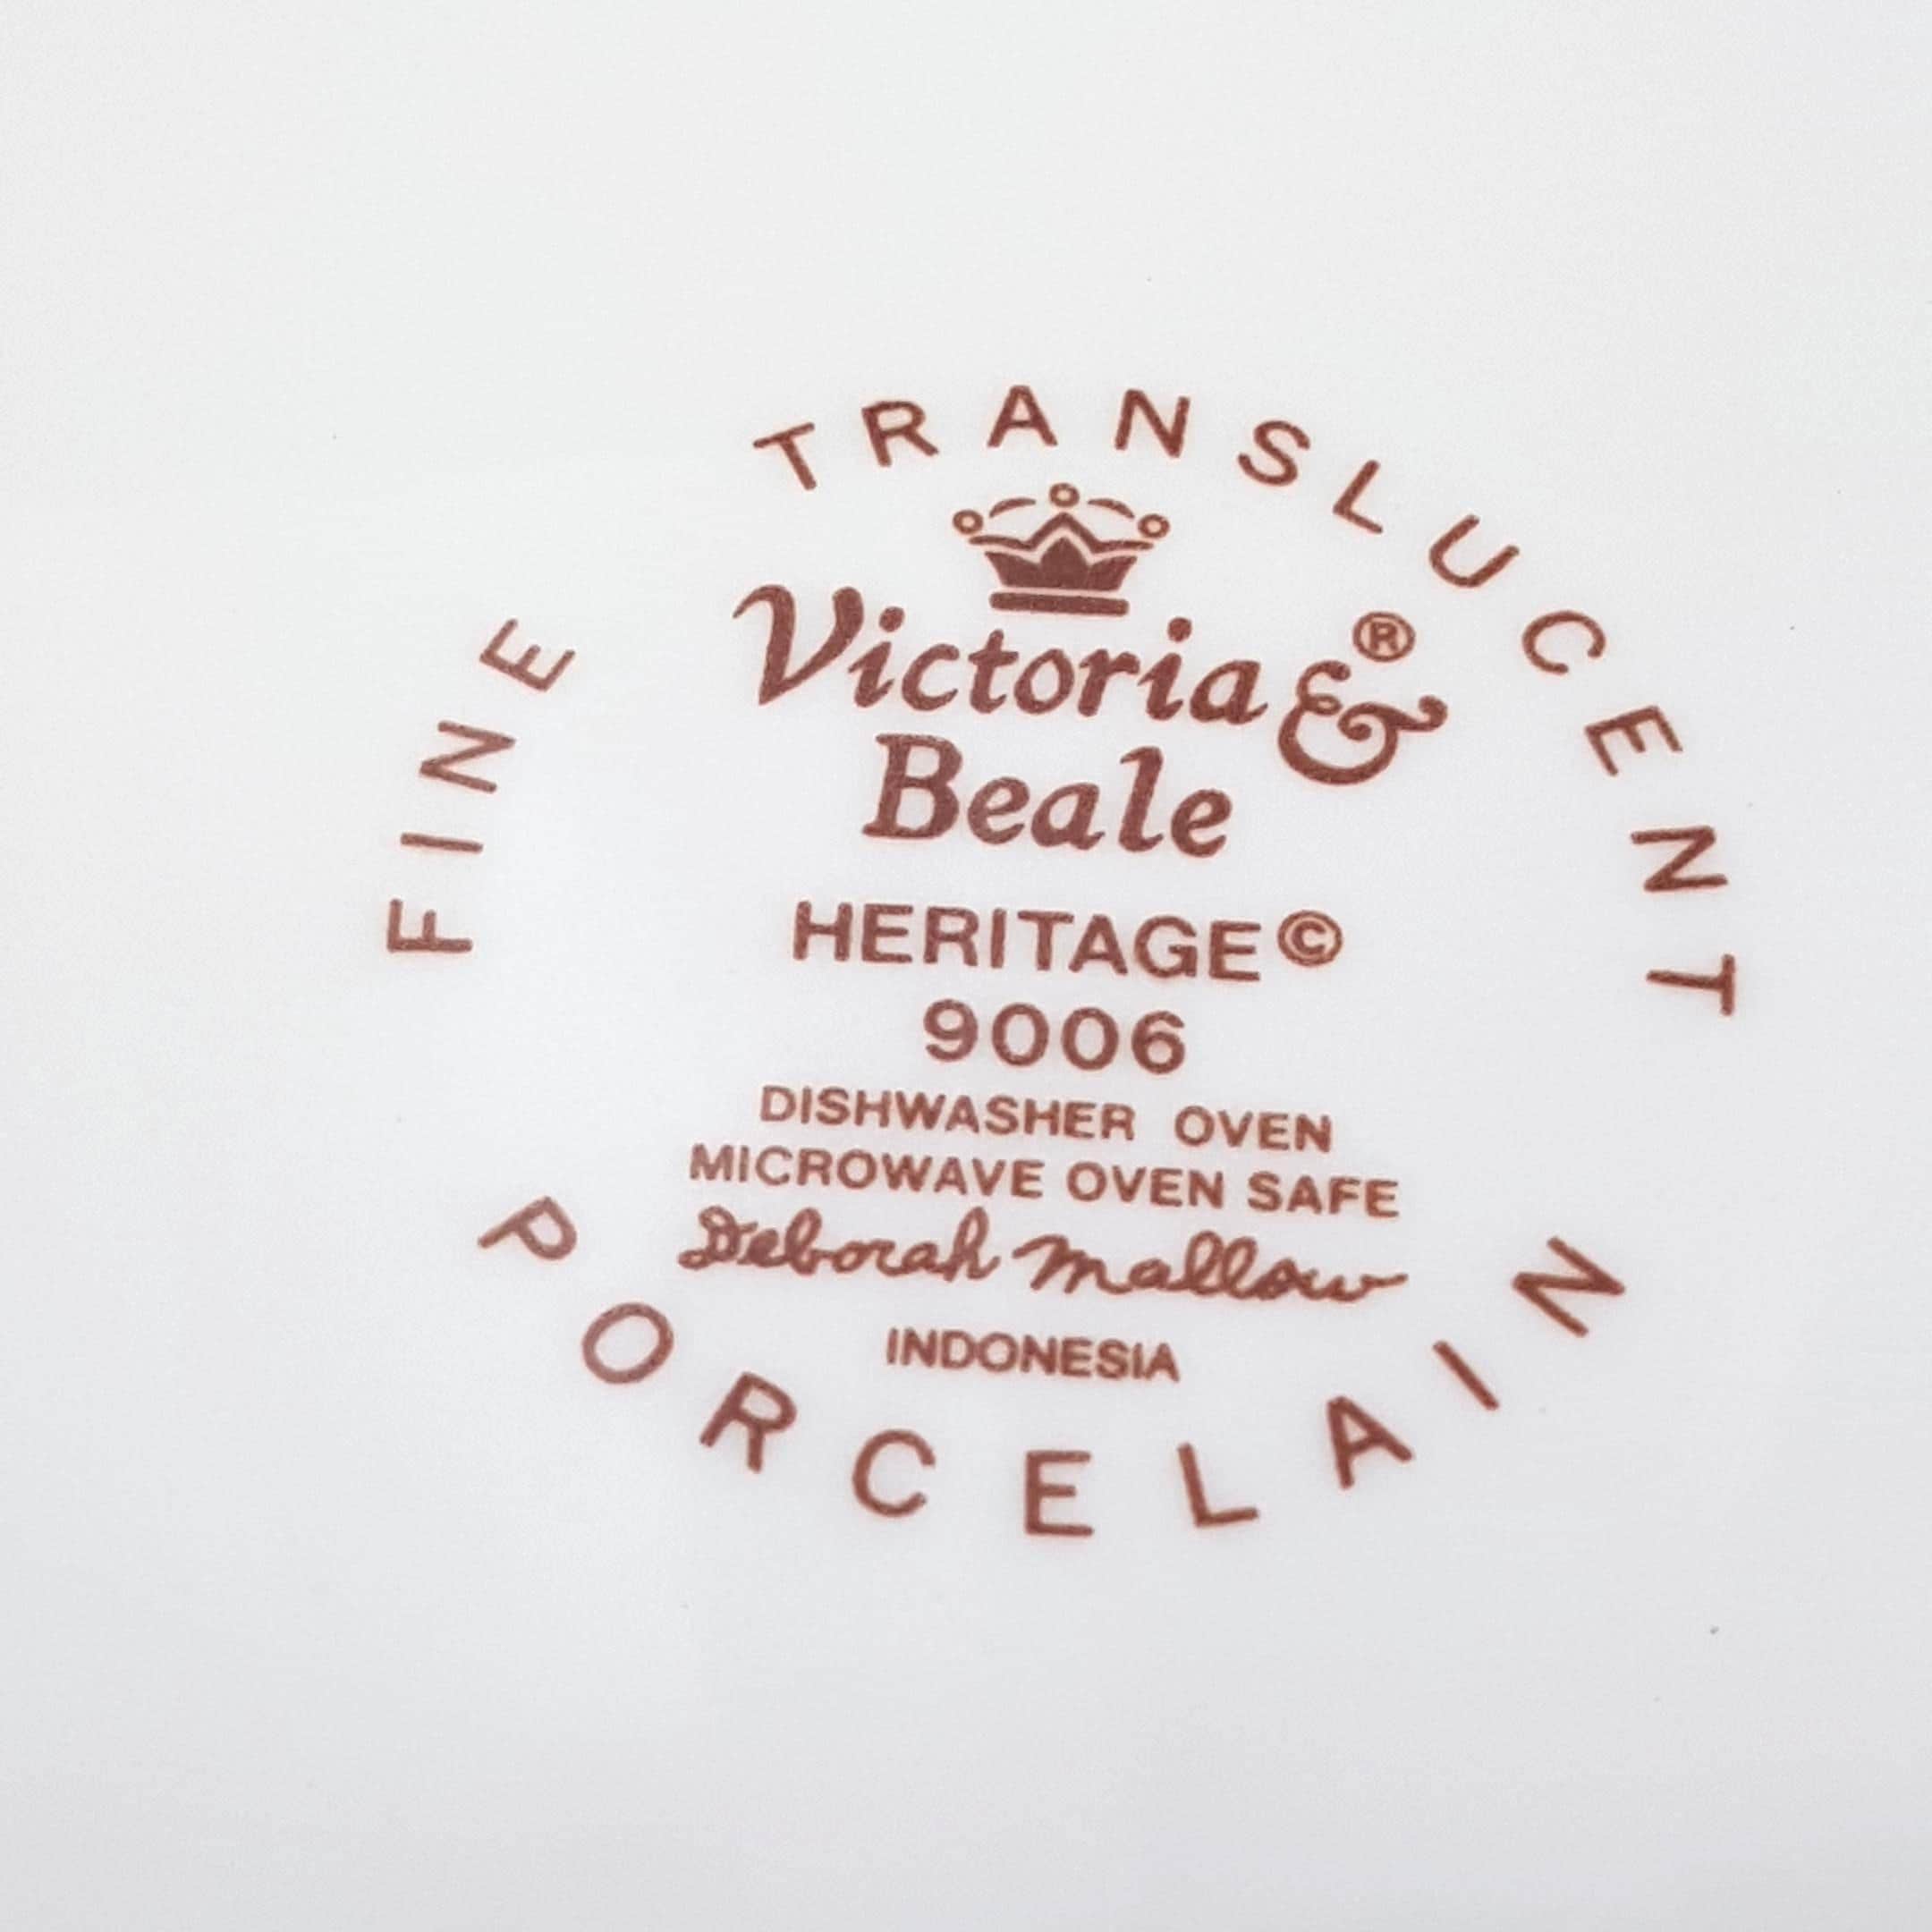 FINE TRANSLUCENT
Victoria &®
Beale
HERITAGE©
9006
DISHWASHER OVEN
MICROWAVE OVEN SAFE
Deborah Mallow
INDONESIA
PORCELAIN